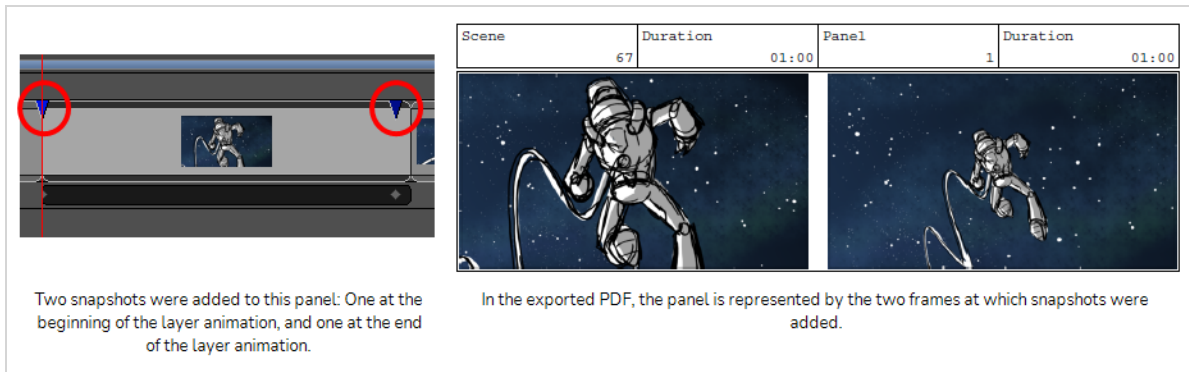 Scene Duration Panel Duration
67 01:00 1 01:00
Two snapshots were added to this panel: One at the
beginning of the layer animation, and one at the end
of the layer animation.
In the exported PDF, the panel is represented by the two frames at which snapshots were
added.